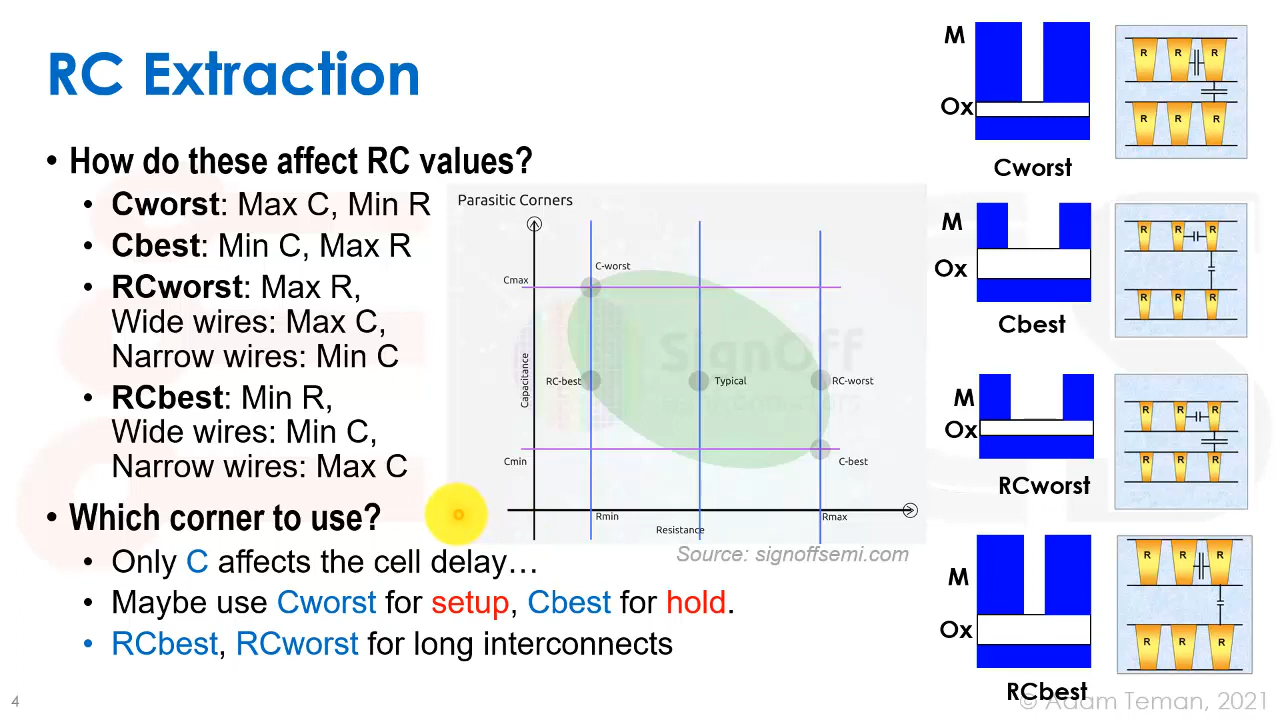 RC Extraction
• How do these affect RC values?
• Cworst: Max C, Min R
• Cbest: Min C, Max R
• RCworst: Max R,
Wide wires: Max C,
Narrow wires: Min C
• RCbest: Min R,
Wide wires: Min C,
Narrow wires: Max C
• Which corner to use?
• Only C affects the cell delay…
• Maybe use Cworst for setup, Cbest for hold.
• RCbest, RCworst for long interconnects
Parasitic Corners
C-worst
Cmax
Capacitance
SignOff
semiconductors
RC-best
Typical
RC-worst
Cmin
C-best
Rmin
Rmax
Resistance
Source: signoffsemi.com
M
Ox
Cworst
R R R
R R R
M
Ox
Cbest
R R R
R R R
M
Ox
RCworst
R R R
R R R
M
Ox
RCbest
R R R
R R R
4
© Adam Teman, 2021